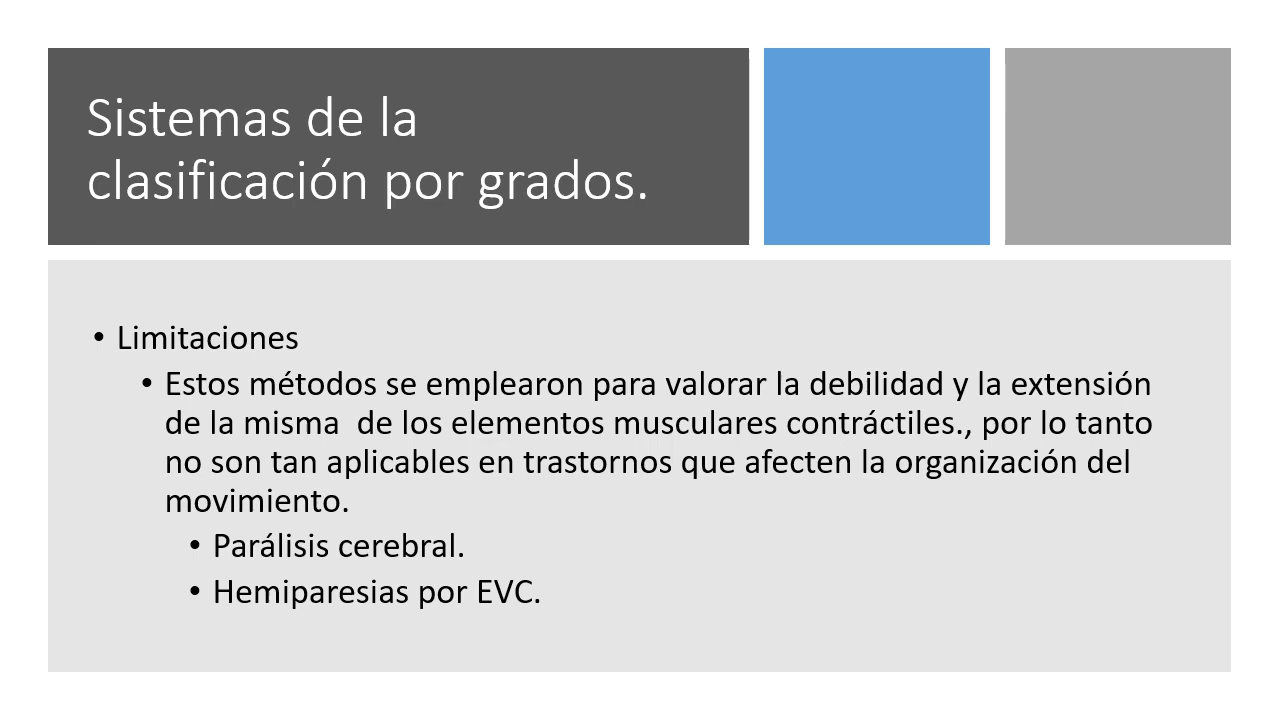 Sistemas de la
clasificación por grados.
• Limitaciones
• Estos métodos se emplearon para valorar la debilidad y la extensión
de la misma  de los elementos musculares contráctiles., por lo tanto
no son tan aplicables en trastornos que afecten la organización del
movimiento.
• Parálisis cerebral.
• Hemiparesias por EVC.